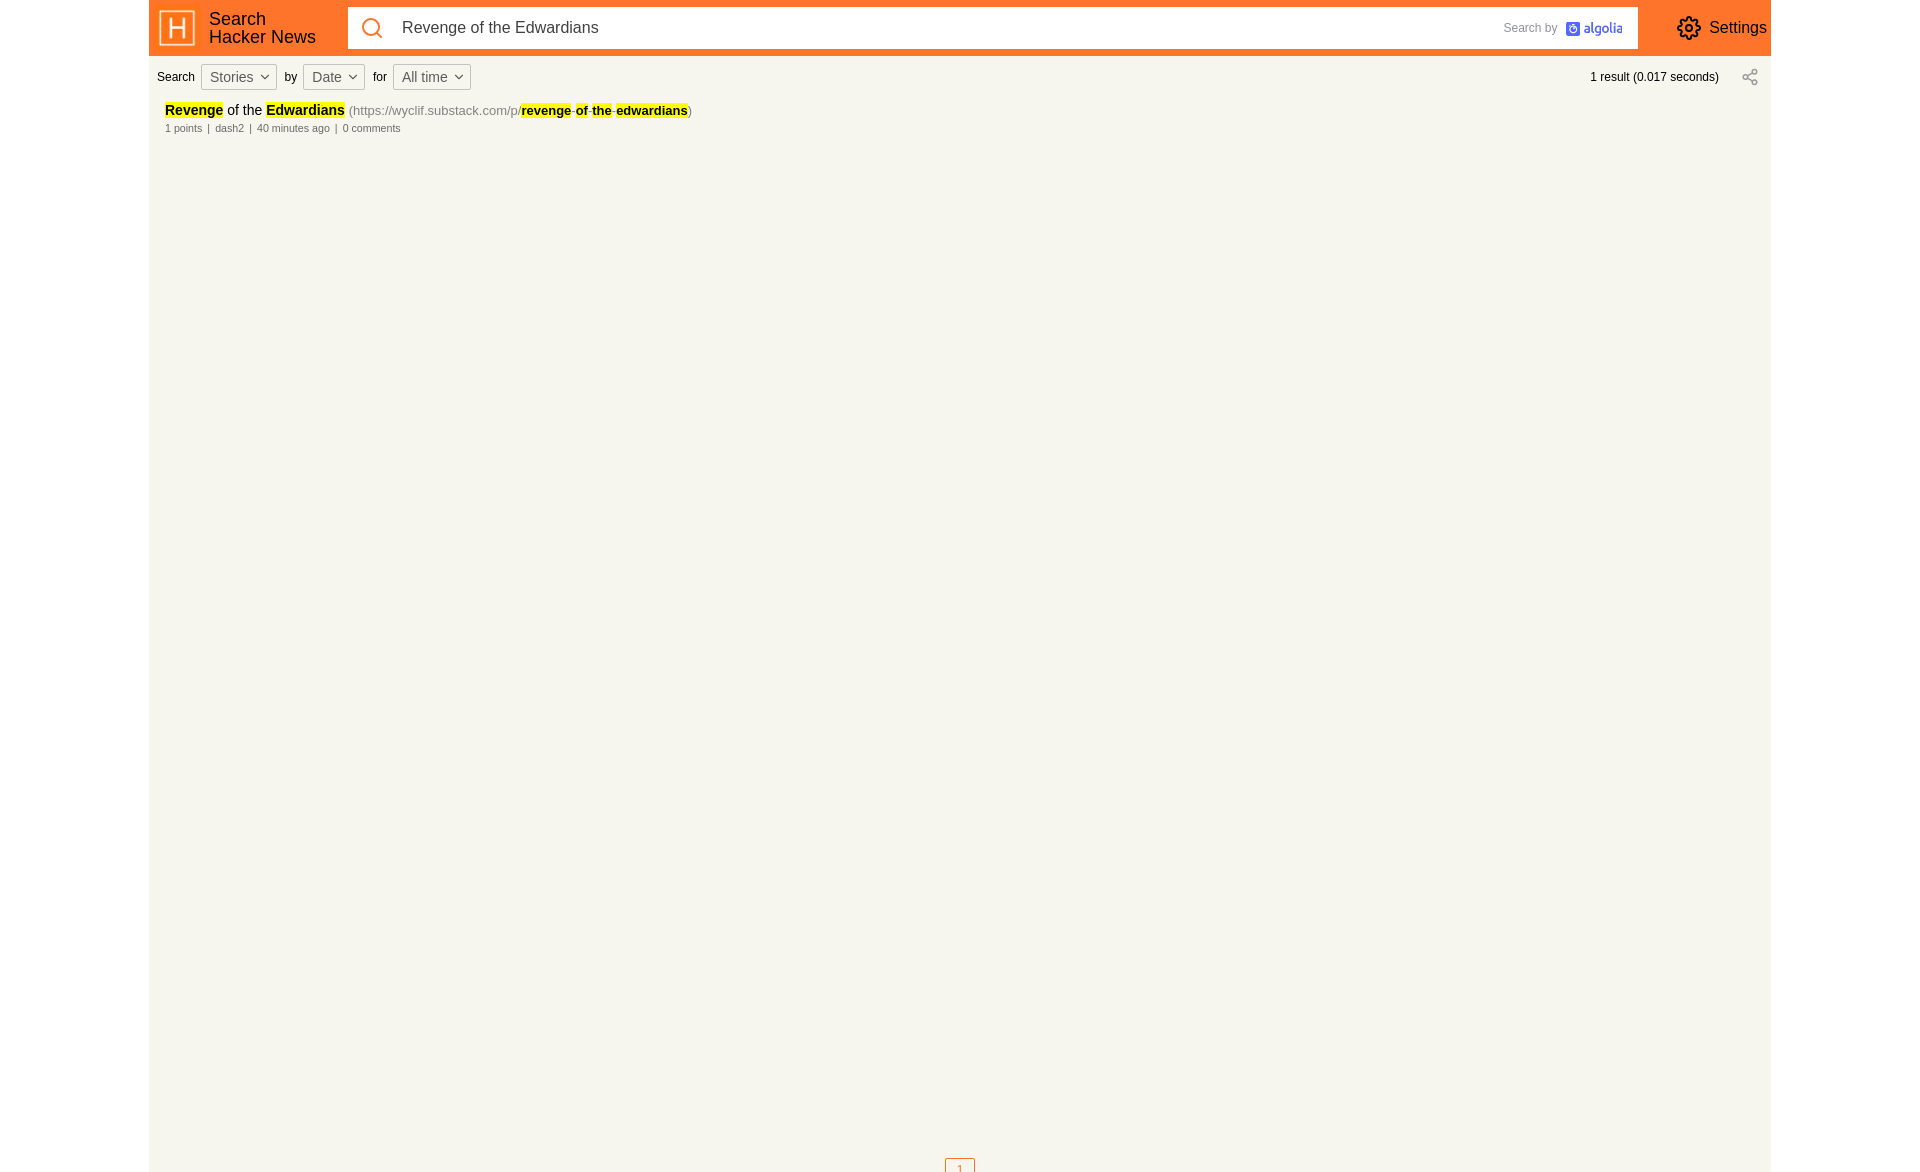 H
Search
Hacker News
Revenge of the Edwardians
Search by algolia
Settings
Search Stories by Date for All time
1 result (0.017 seconds)
Revenge of the Edwardians (https://wyclif.substack.com/p/revenge-of-the-edwardians)
1 points | dash2 | 40 minutes ago | 0 comments
1